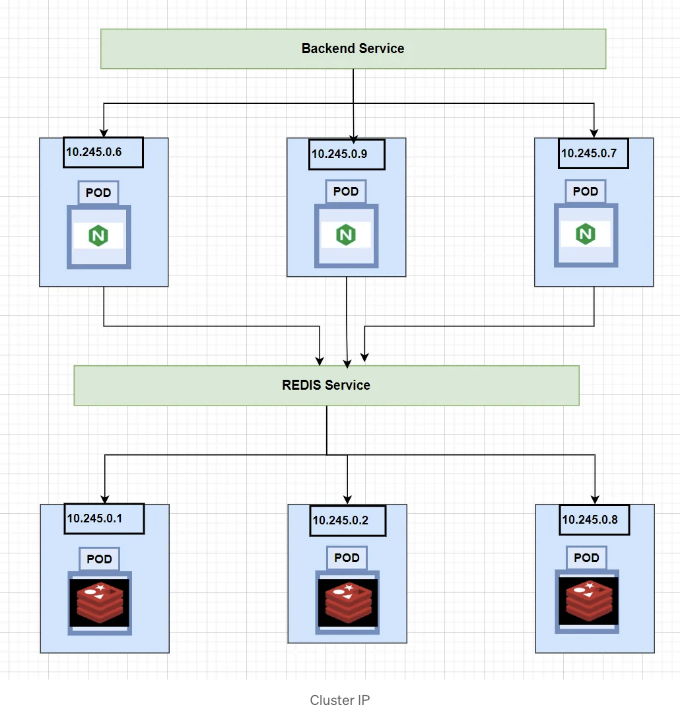 Backend Service
10.245.0.6
10.245.0.9
10.245.0.7
POD
POD
POD
N
N
N
REDIS Service
10.245.0.1
10.245.0.2
10.245.0.8
POD
POD
POD
Cluster IP